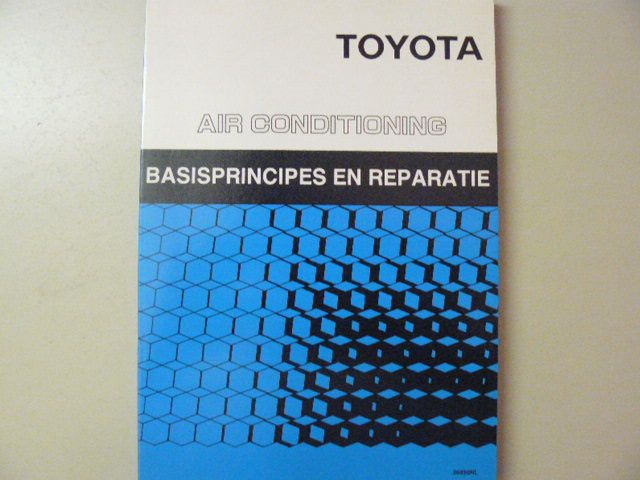 TOYOTA
AIR CONDITIONING
BASISPRINCIPES EN REPARATIE